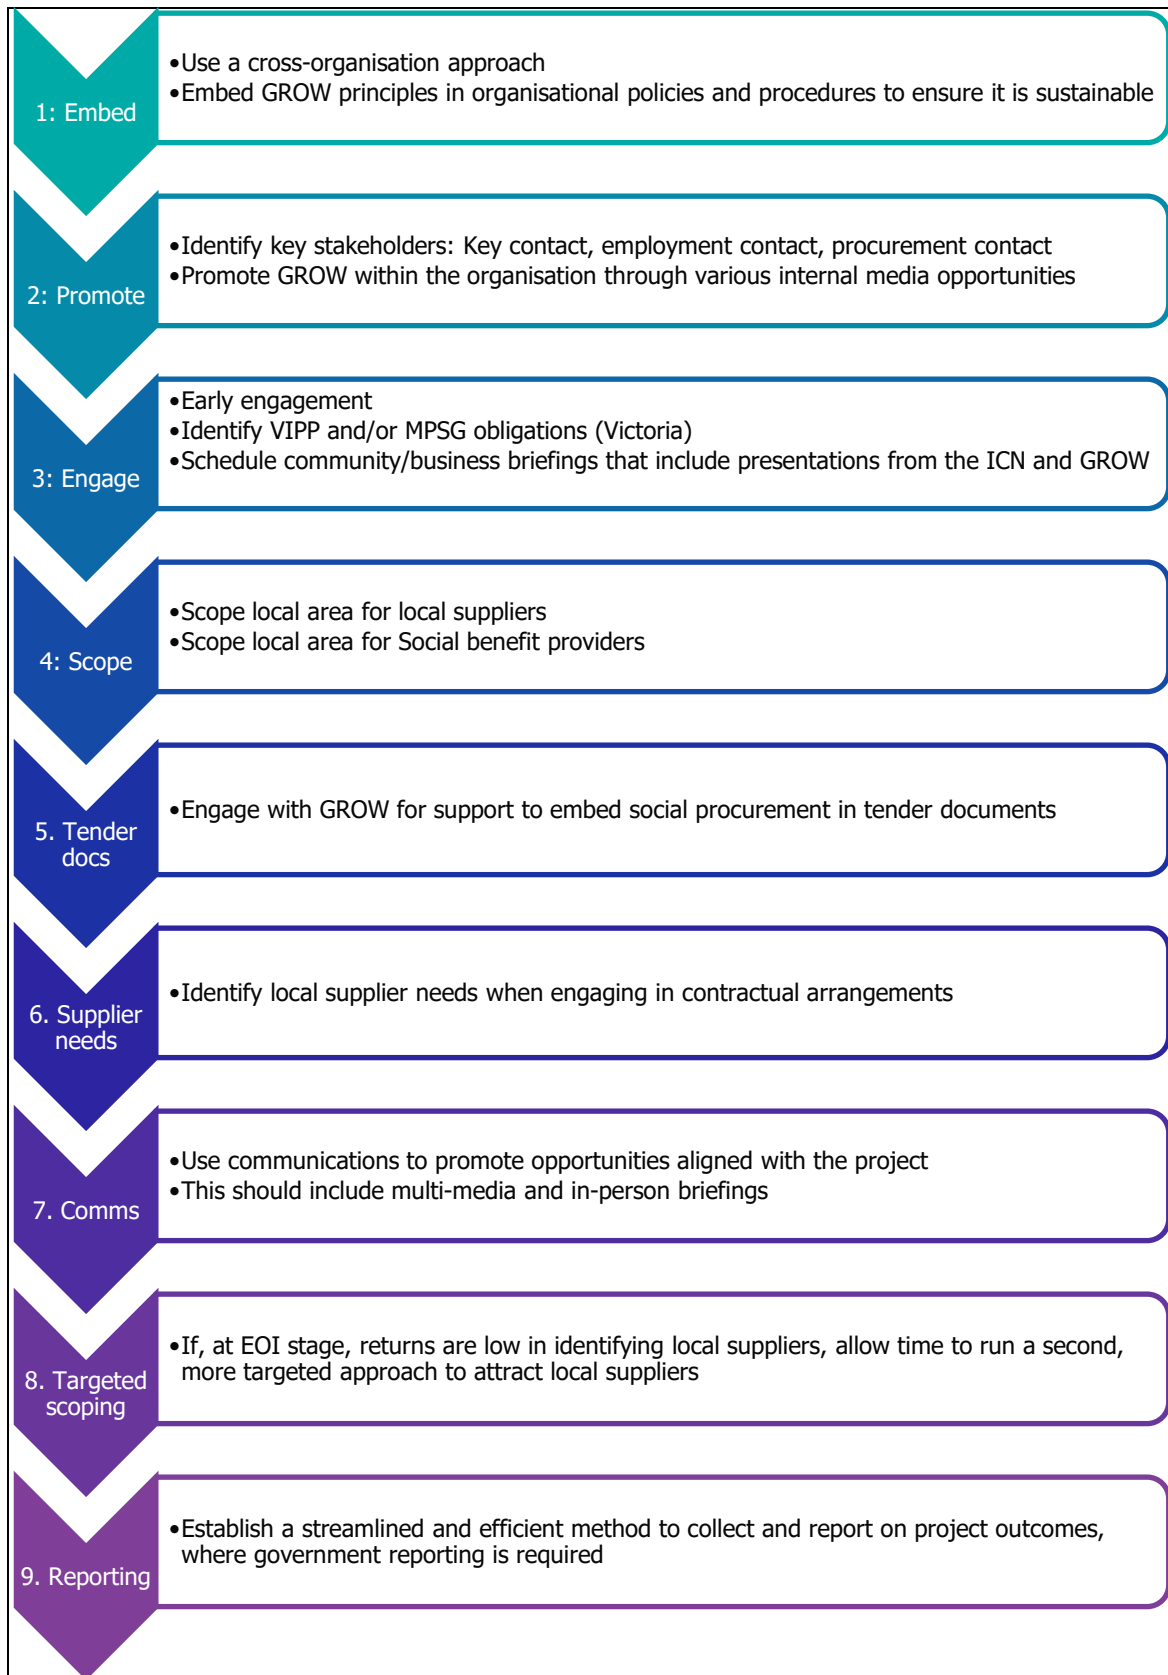 1: Embed
•Use a cross-organisation approach
•Embed GROW principles in organisational policies and procedures to ensure it is sustainable
2: Promote
•Identify key stakeholders: Key contact, employment contact, procurement contact
•Promote GROW within the organisation through various internal media opportunities
3: Engage
•Early engagement
•Identify VIPP and/or MPSG obligations (Victoria)
•Schedule community/business briefings that include presentations from the ICN and GROW
4: Scope
•Scope local area for local suppliers
•Scope local area for Social benefit providers
5. Tender
docs
•Engage with GROW for support to embed social procurement in tender documents
6. Supplier
needs
•Identify local supplier needs when engaging in contractual arrangements
7. Comms
•Use communications to promote opportunities aligned with the project
•This should include multi-media and in-person briefings
8. Targeted
scoping
•If, at EOI stage, returns are low in identifying local suppliers, allow time to run a second,
more targeted approach to attract local suppliers
9. Reporting
•Establish a streamlined and efficient method to collect and report on project outcomes,
where government reporting is required